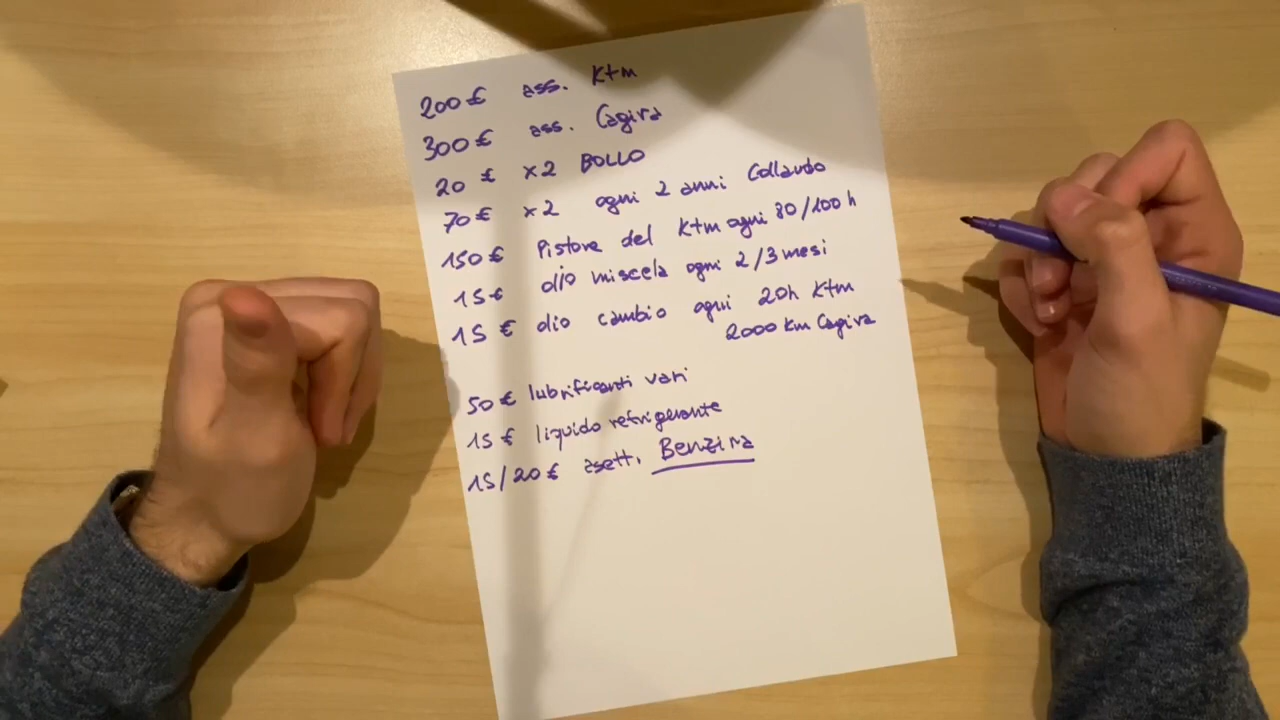 200€ ass. Ktm
300€ ass. Cagiva
20 € x2 BOLLO
70€ x2 ogni 2 anni Collaudo
150€ Pistone del Ktm ogni 80/100 h
15€ olio miscela ogni 2/3 mesi
15 € olio cambio ogni 20h Ktm
2000 km Cagiva
50€ lubrificanti vari
15€ liquido refrigerante
15/20€ asett. Benzina